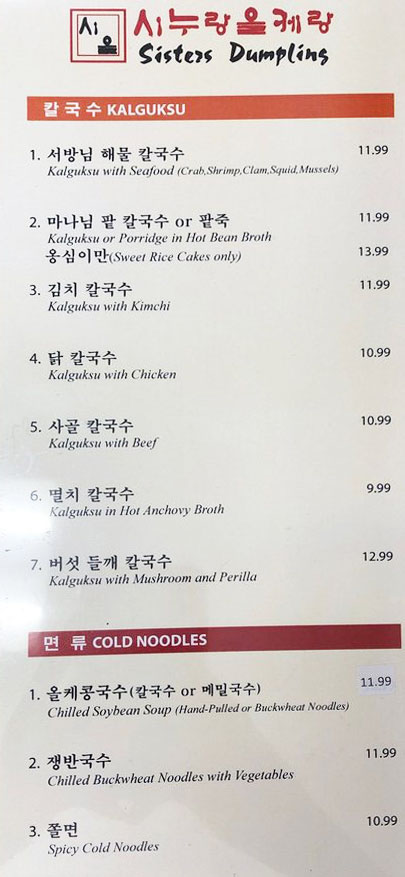 시
올
시누랑올케랑
Sisters Dumpling
칼국수 KALGUKSU
1. 서방님 해물 칼국수 11.99
Kalguksu with Seafood (Crab,Shrimp,Clam,Squid,Mussels)
2. 마나님 팥 칼국수 or 팥죽 11.99
Kalguksu or Porridge in Hot Bean Broth
옹심이만(Sweet Rice Cakes only) 13.99
3. 김치 칼국수 11.99
Kalguksu with Kimchi
4. 닭 칼국수 10.99
Kalguksu with Chicken
5. 사골 칼국수 10.99
Kalguksu with Beef
6. 멸치 칼국수 9.99
Kalguksu in Hot Anchovy Broth
7. 버섯 들깨 칼국수 12.99
Kalguksu with Mushroom and Perilla
면 류 COLD NOODLES
1. 올케콩국수(칼국수 or 메밀국수) 11.99
Chilled Soybean Soup (Hand-Pulled or Buckwheat Noodles)
2. 쟁반국수 11.99
Chilled Buckwheat Noodles with Vegetables
3. 쫄면 10.99
Spicy Cold Noodles